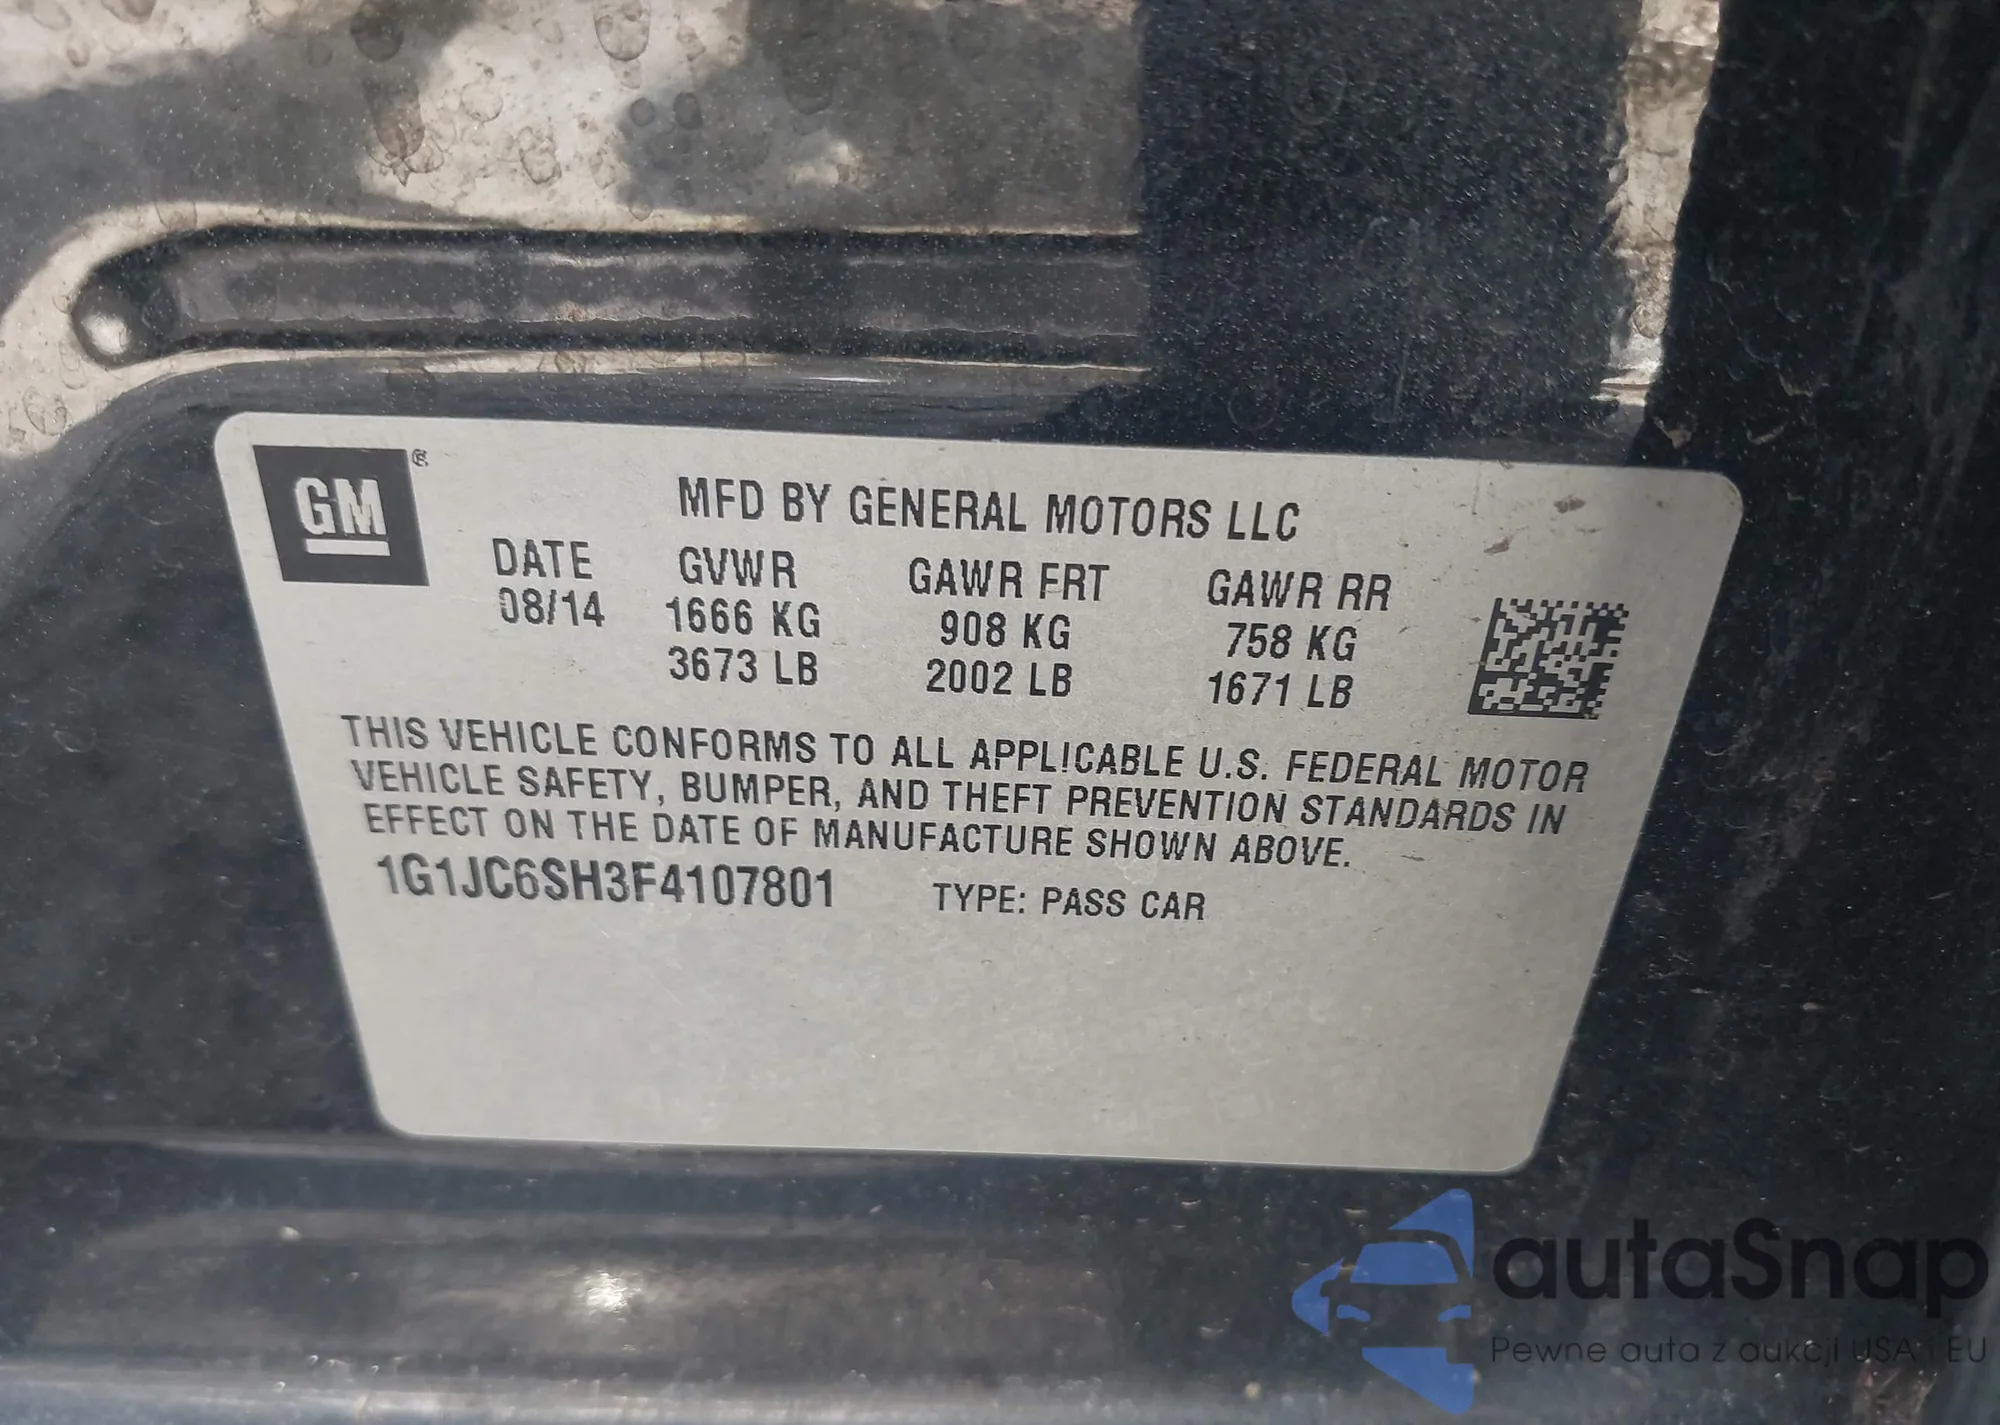 GM ®
MFD BY GENERAL MOTORS LLC
DATE GVWR GAWR FRT GAWR RR
08/14 1666 KG 908 KG 758 KG
3673 LB 2002 LB 1671 LB
THIS VEHICLE CONFORMS TO ALL APPLICABLE U.S. FEDERAL MOTOR
VEHICLE SAFETY, BUMPER, AND THEFT PREVENTION STANDARDS IN
EFFECT ON THE DATE OF MANUFACTURE SHOWN ABOVE.
1G1JC6SH3F4107801 TYPE: PASS CAR
autaSnap
Pewne auta z aukcji USA i EU